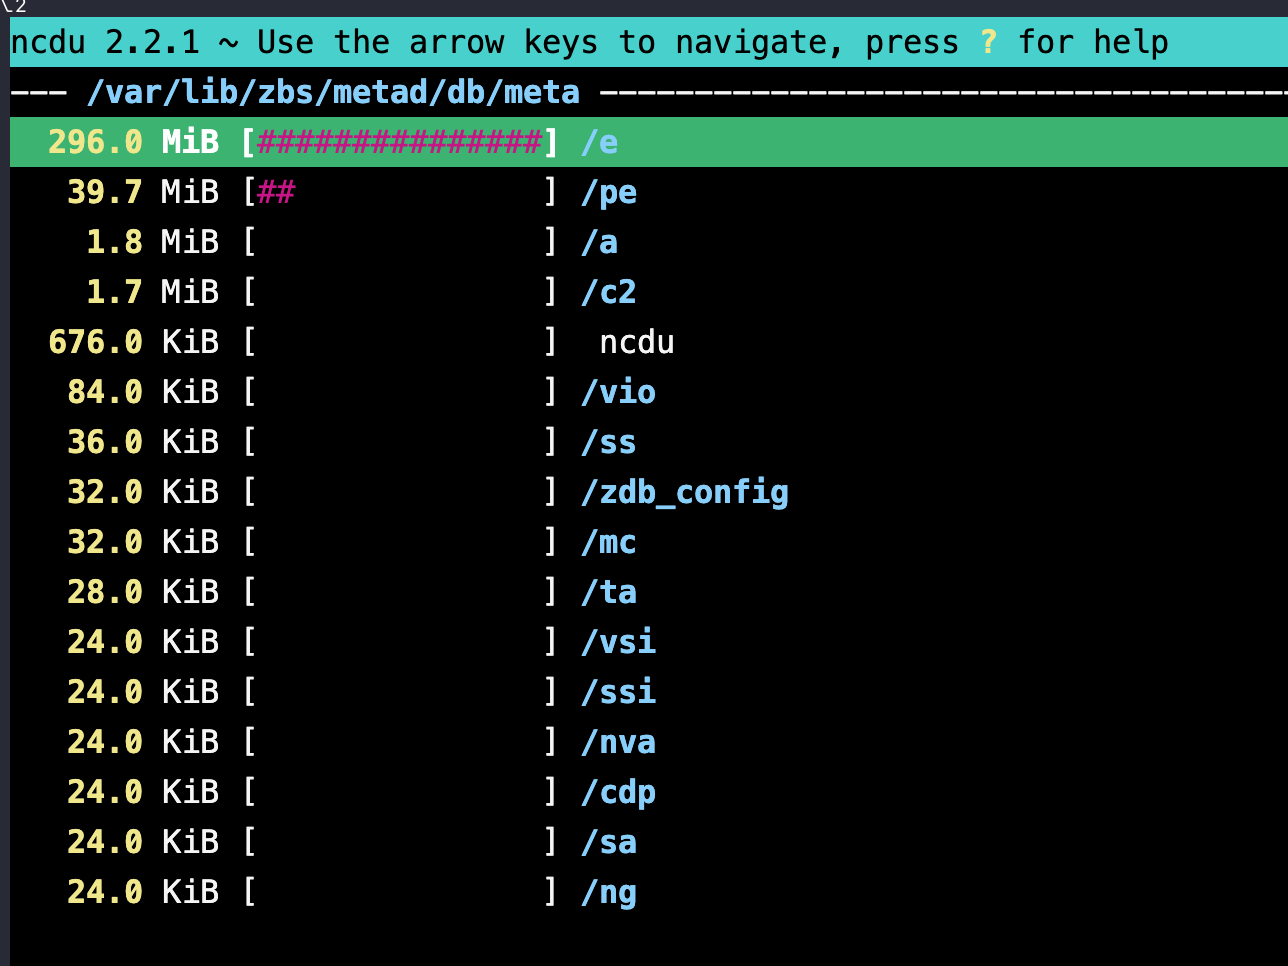 \2
ncdu 2.2.1 ~ Use the arrow keys to navigate, press ? for help
--- /var/lib/zbs/metad/db/meta -------------------------------------
296.0 MiB [###############] /e
39.7 MiB [##             ] /pe
1.8 MiB [               ] /a
1.7 MiB [               ] /c2
676.0 KiB [               ]  ncdu
84.0 KiB [               ] /vio
36.0 KiB [               ] /ss
32.0 KiB [               ] /zdb_config
32.0 KiB [               ] /mc
28.0 KiB [               ] /ta
24.0 KiB [               ] /vsi
24.0 KiB [               ] /ssi
24.0 KiB [               ] /nva
24.0 KiB [               ] /cdp
24.0 KiB [               ] /sa
24.0 KiB [               ] /ng